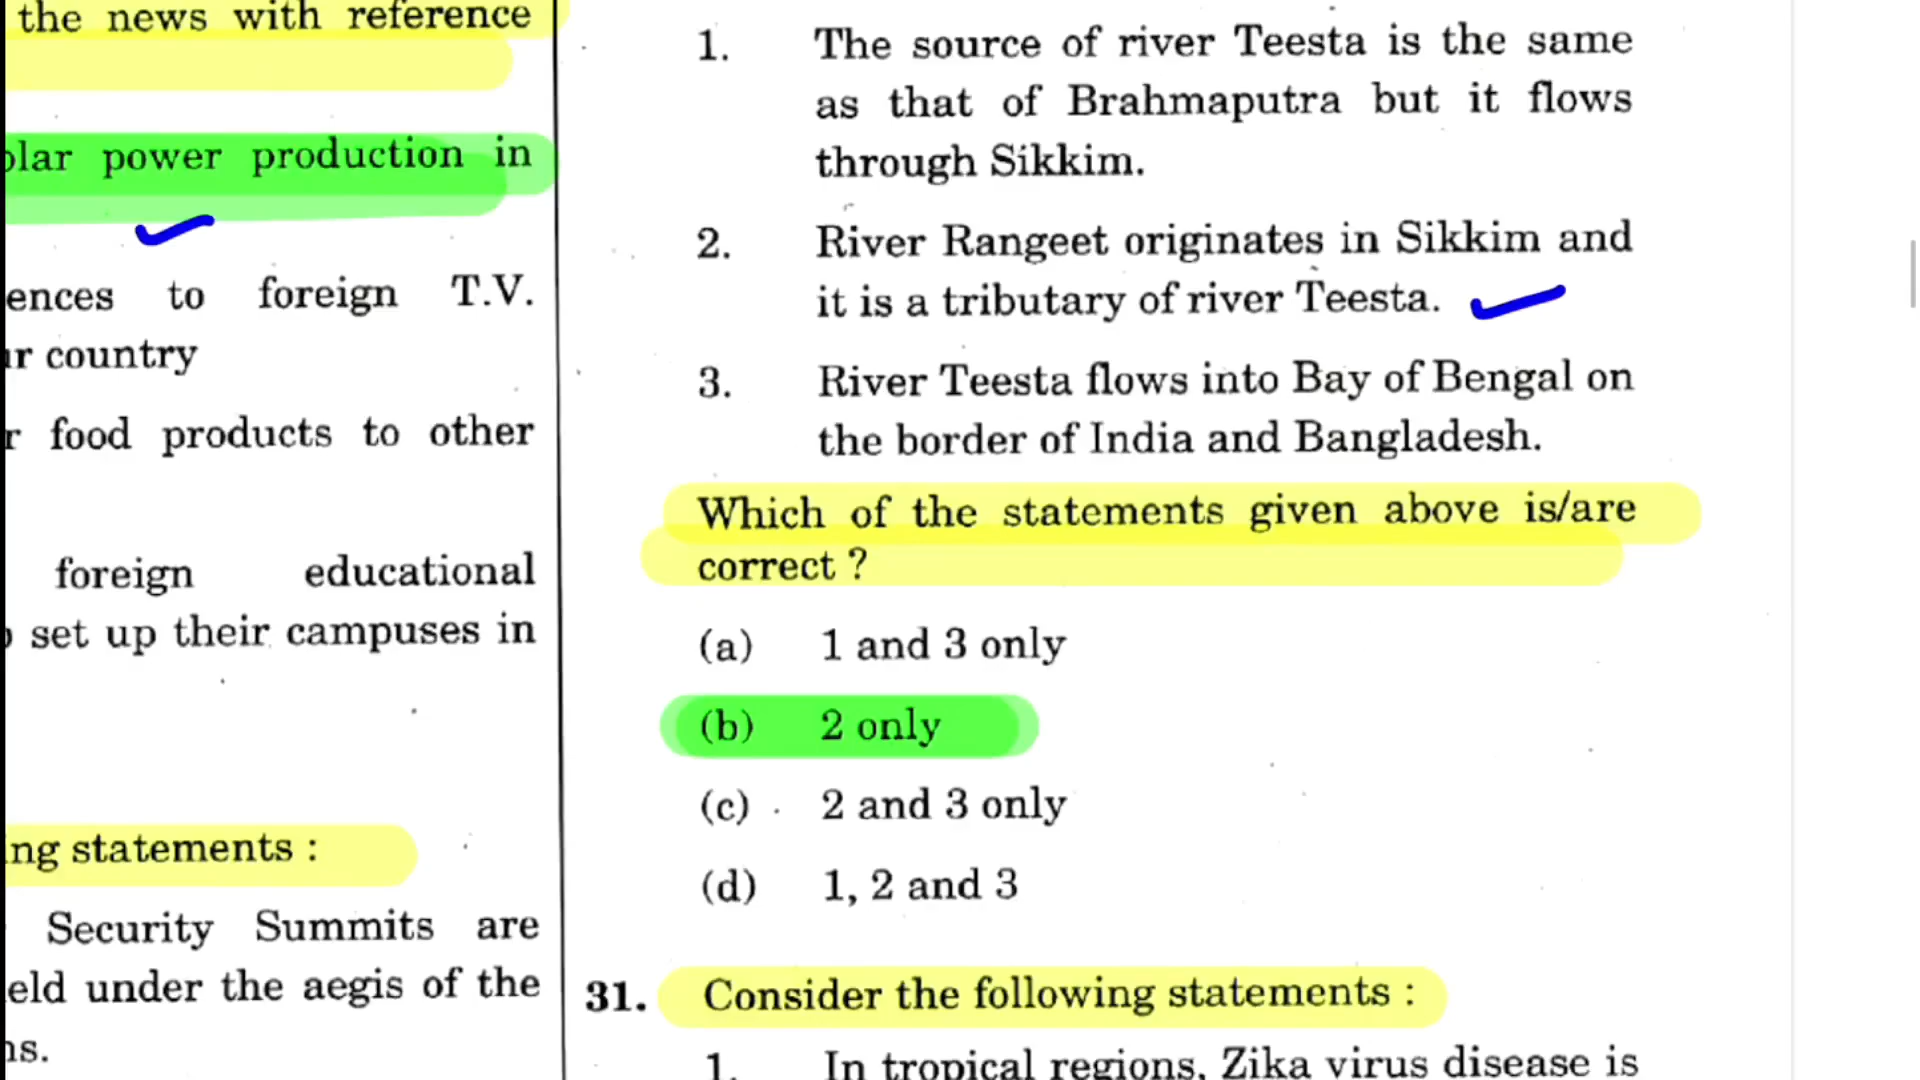 the news with reference
power production in
to foreign T.V.
country
food products to other
foreign educational
set up their campuses in
statements :
Security Summits are
under the aegis of the
1. The source of river Teesta is the same
as that of Brahmaputra but it flows
through Sikkim.
2. River Rangeet originates in Sikkim and
it is a tributary of river Teesta.
3. River Teesta flows into Bay of Bengal on
the border of India and Bangladesh.
Which of the statements given above is/are
correct ?
(a) 1 and 3 only
(b) 2 only
(c) 2 and 3 only
(d) 1, 2 and 3
31. Consider the following statements :
1. In tropical regions, Zika virus disease is